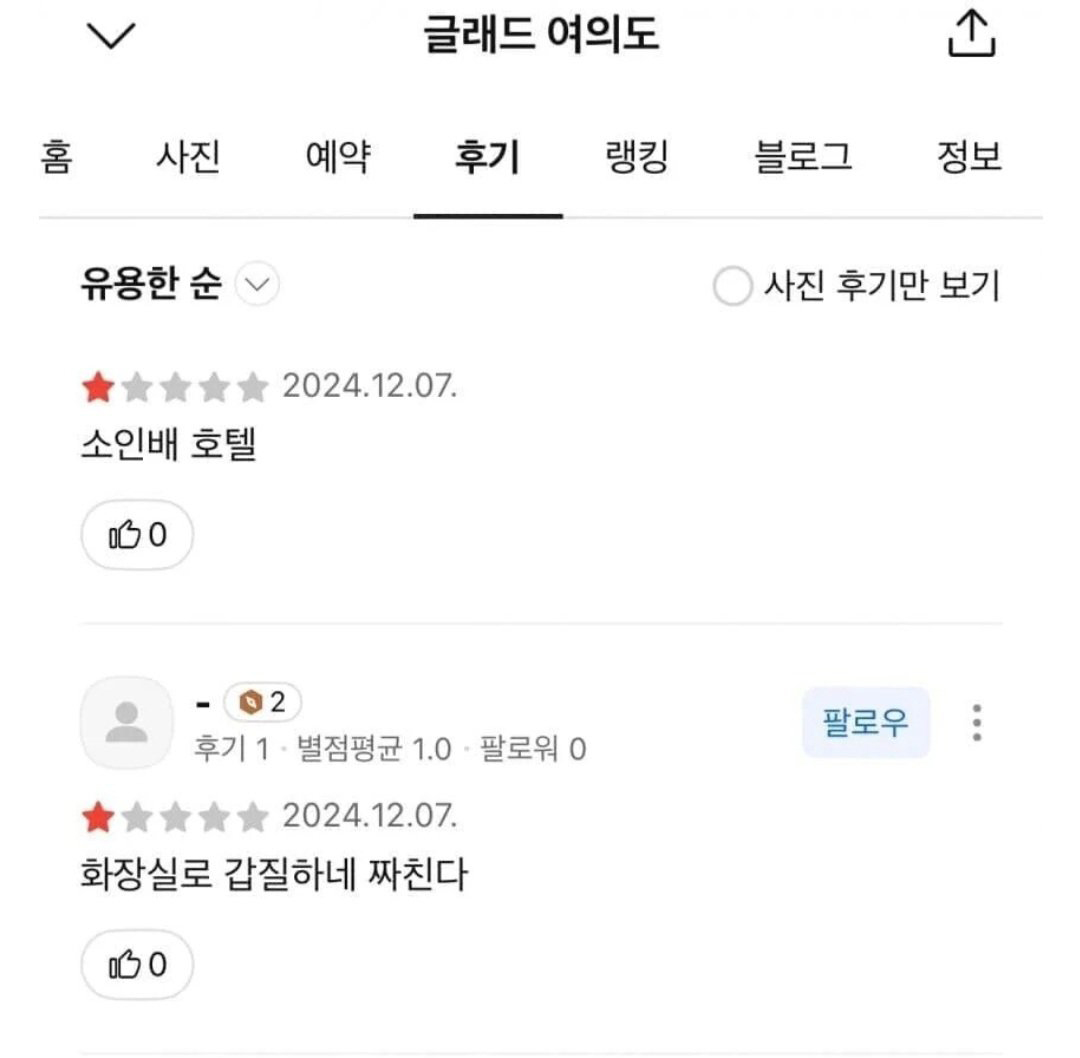 글래드 여의도
홈 사진 예약 후기 랭킹 블로그 정보
유용한 순 사진 후기만 보기
2024.12.07.
소인배 호텔
0
- 2
후기 1 · 별점평균 1.0 · 팔로워 0
팔로우
2024.12.07.
화장실로 갑질하네 짜친다
0